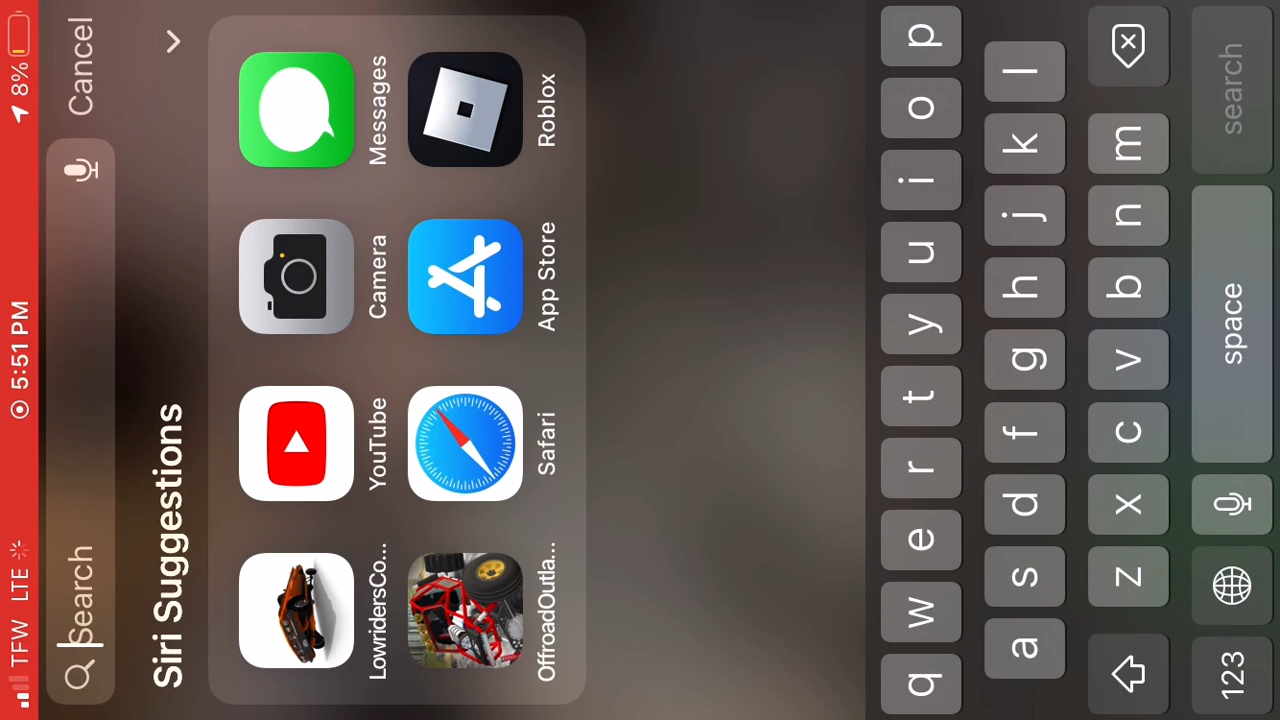 TFW LTE 5:51 PM 8%
Search Cancel
Siri Suggestions
LowridersCo... YouTube Camera Messages
OffroadOutla... Safari App Store Roblox
q w e r t y u i o p
a s d f g h j k l
z x c v b n m
123 space search